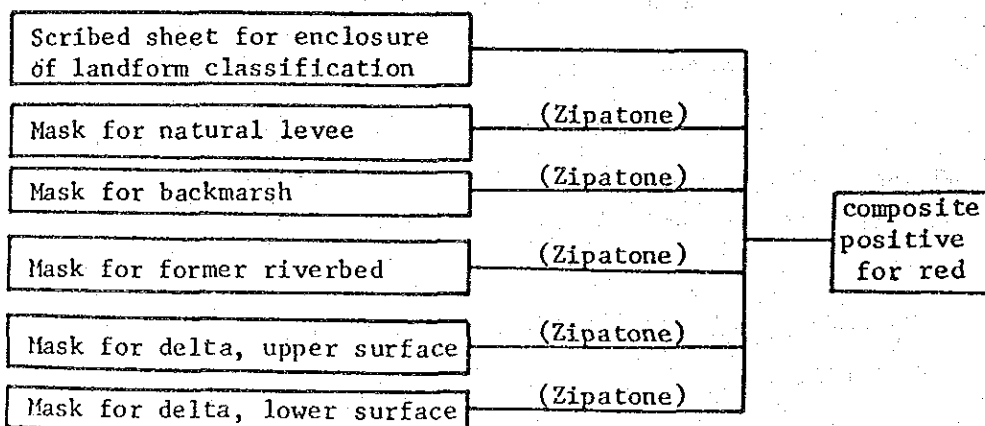 Scribed sheet for enclosure
of landform classification
(Zipatone)
Mask for natural levee
(Zipatone)
Mask for backmarsh
composite
positive
for red
(Zipatone)
Mask for former riverbed
(Zipatone)
Mask for delta, upper surface
(Zipatone)
Mask for delta, lower surface